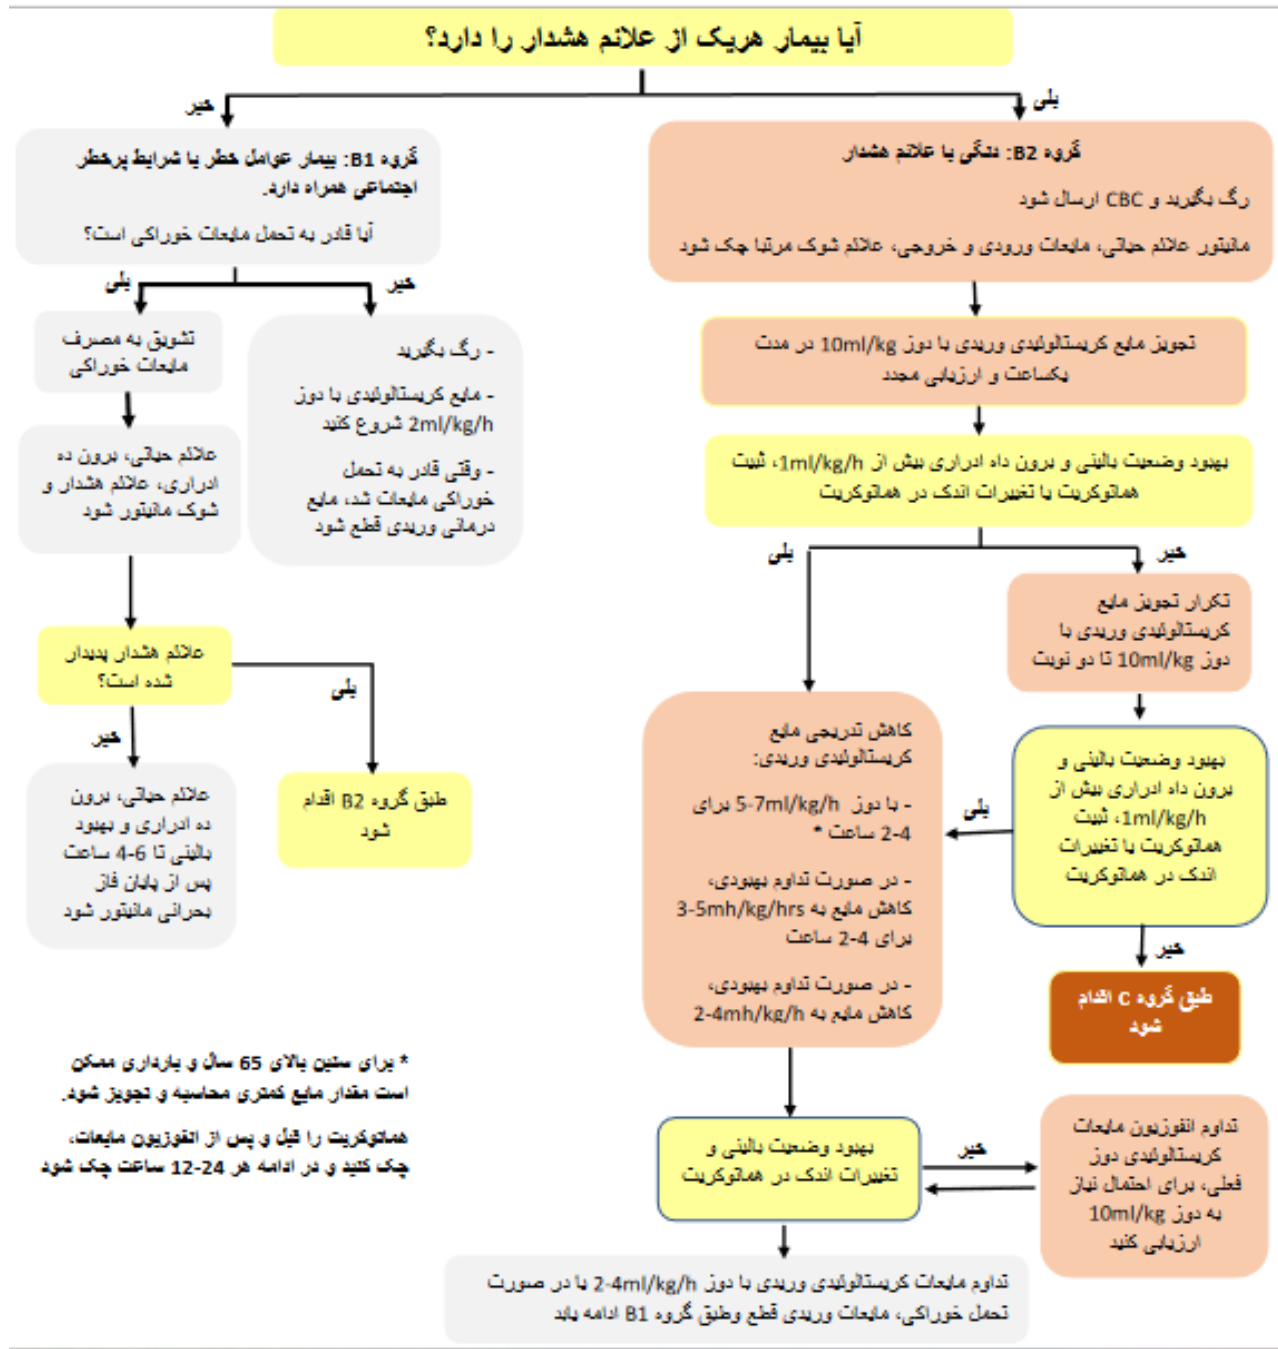 آیا بیمار هریک از علائم هشدار را دارد؟
خیر
بلی
گروه B1: بیمار عوامل خطر یا شرایط پرخطر
اجتماعی همراه دارد.
آیا قادر به تحمل مایعات خوراکی است؟
بلی
خیر
تشویق به مصرف
مایعات خوراکی
علائم حیاتی، برون ده
ادراری، علائم هشدار و
شوک مانیتور شود
- رگ بگیرید
- مایع کریستالوئیدی با دوز
2ml/kg/h شروع کنید
- وقتی قادر به تحمل
خوراکی مایعات شد، مایع
درمانی وریدی قطع شود
علائم هشدار پدیدار
شده است؟
بلی
خیر
طبق گروه B2 اقدام
شود
علائم حیاتی، برون
ده ادراری و بهبود
بالینی تا 6-4 ساعت
پس از پایان فاز
بحرانی مانیتور شود
گروه B2: دنگی با علائم هشدار
رگ بگیرید و CBC ارسال شود
مانیتور علائم حیاتی، مایعات ورودی و خروجی، علائم شوک مرتبا چک شود
تجویز مایع کریستالوئیدی وریدی با دوز 10ml/kg در مدت
یکساعت و ارزیابی مجدد
بهبود وضعیت بالینی و برون داه ادراری بیش از 1ml/kg/h، ثبیت
هماتوکریت یا تغییرات اندک در هماتوکریت
بلی
خیر
تکرار تجویز مایع
کریستالوئیدی وریدی با
دوز 10ml/kg تا دو نوبت
بهبود وضعیت بالینی و
برون داه ادراری بیش از
1ml/kg/h، ثبیت
هماتوکریت یا تغییرات
اندک در هماتوکریت
بلی
خیر
طبق گروه C اقدام
شود
کاهش تدریجی مایع
کریستالوئیدی وریدی:
- با دوز 5-7ml/kg/h برای
2-4 ساعت *
- در صورت تداوم بهبودی،
کاهش مایع به 3-5mh/kg/hrs
برای 2-4 ساعت
- در صورت تداوم بهبودی،
کاهش مایع به 2-4mh/kg/h
بهبود وضعیت بالینی و
تغییرات اندک در هماتوکریت
خیر
تداوم انفوزیون مایعات
کریستالوئیدی دوز
فعلی، برای احتمال نیاز
به دوز 10ml/kg
ارزیابی کنید
تداوم مایعات کریستالوئیدی وریدی با دوز 2-4ml/kg/h یا در صورت
تحمل خوراکی، مایعات وریدی قطع وطبق گروه B1 ادامه یابد
* برای سنین بالای 65 سال و بارداری ممکن
است مقدار مایع کمتری محاسبه و تجویز شود.
هماتوکریت را قبل و پس از انفوزیون مایعات،
چک کنید و در ادامه هر 24-12 ساعت چک شود